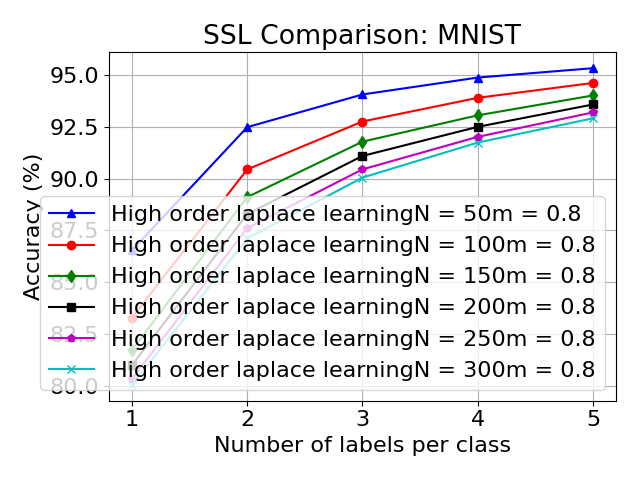 SSL Comparison: MNIST
95.0
92.5
90.0
87.5
85.0
82.5
80.0
Accuracy (%)
High order laplace learningN = 50m = 0.8
High order laplace learningN = 100m = 0.8
High order laplace learningN = 150m = 0.8
High order laplace learningN = 200m = 0.8
High order laplace learningN = 250m = 0.8
High order laplace learningN = 300m = 0.8
1 2 3 4 5
Number of labels per class